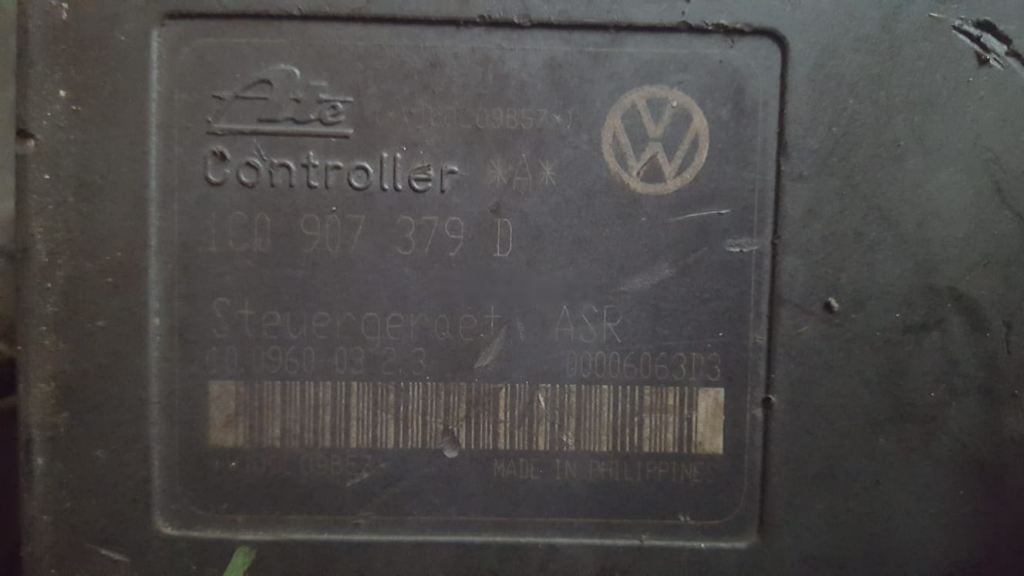 Ate
Controller *A*
1C0 907 379 D
Steuergeraet ASR
10.0960-03 2.3 00006063D3
MADE IN PHILIPPINES